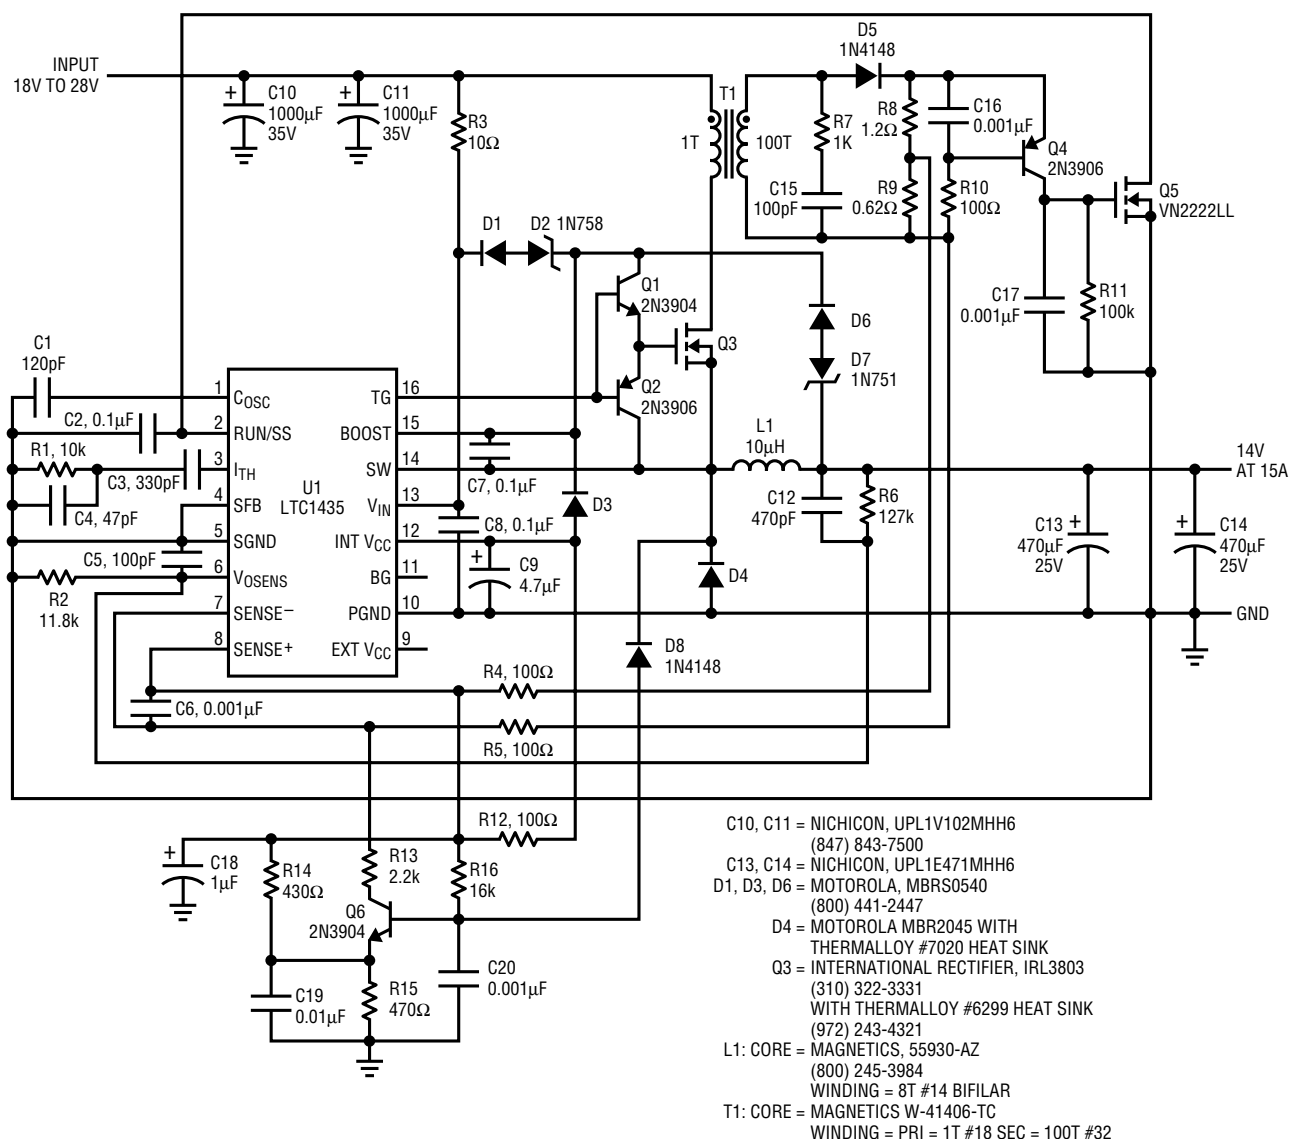 INPUT
18V TO 28V
+
C10
1000µF
35V
+
C11
1000µF
35V
R3
10Ω
T1
1T
100T
D5
1N4148
R7
1K
C15
100pF
R8
1.2Ω
R9
0.62Ω
C16
0.001µF
R10
100Ω
Q4
2N3906
Q5
VN2222LL
C17
0.001µF
R11
100k
D1
D2 1N758
Q1
2N3904
Q3
Q2
2N3906
D6
D7
1N751
C1
120pF
C2, 0.1µF
R1, 10k
C3, 330pF
C4, 47pF
C5, 100pF
R2
11.8k
1
COSC
2
RUN/SS
3
ITH
4
SFB
5
SGND
6
VOSENS
7
SENSE–
8
SENSE+
U1
LTC1435
TG
16
BOOST
15
SW
14
VIN
13
INT VCC
12
BG
11
PGND
10
EXT VCC
9
C7, 0.1µF
C8, 0.1µF
+
C9
4.7µF
D3
L1
10µH
C12
470pF
R6
127k
D4
D8
1N4148
14V
AT 15A
C13
+
470µF
25V
+
C14
470µF
25V
GND
C6, 0.001µF
R4, 100Ω
R5, 100Ω
R12, 100Ω
+
C18
1µF
R14
430Ω
R13
2.2k
R16
16k
Q6
2N3904
C19
0.01µF
R15
470Ω
C20
0.001µF
C10, C11 = NICHICON, UPL1V102MHH6
(847) 843-7500
C13, C14 = NICHICON, UPL1E471MHH6
D1, D3, D6 = MOTOROLA, MBRS0540
(800) 441-2447
D4 = MOTOROLA MBR2045 WITH
THERMALLOY #7020 HEAT SINK
Q3 = INTERNATIONAL RECTIFIER, IRL3803
(310) 322-3331
WITH THERMALLOY #6299 HEAT SINK
(972) 243-4321
L1: CORE = MAGNETICS, 55930-AZ
(800) 245-3984
WINDING = 8T #14 BIFILAR
T1: CORE = MAGNETICS W-41406-TC
WINDING = PRI = 1T #18 SEC = 100T #32